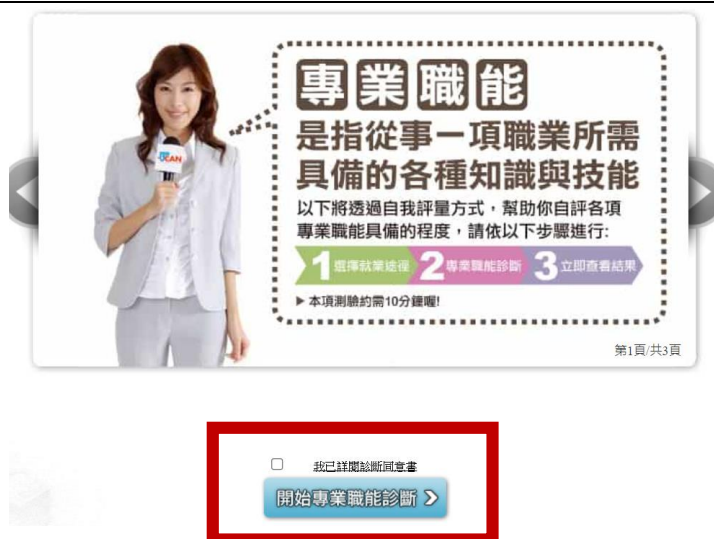 專業職能
是指從事一項職業所需
具備的各種知識與技能
以下將透過自我評量方式，幫助你自評各項
專業職能具備的程度，請依以下步驟進行:
1 選擇就業途徑 2 專業職能診斷 3 立即查看結果
▶ 本項測驗約需10分鐘喔!
UCAN
第1頁/共3頁
我已詳閱診斷同意書
開始專業職能診斷